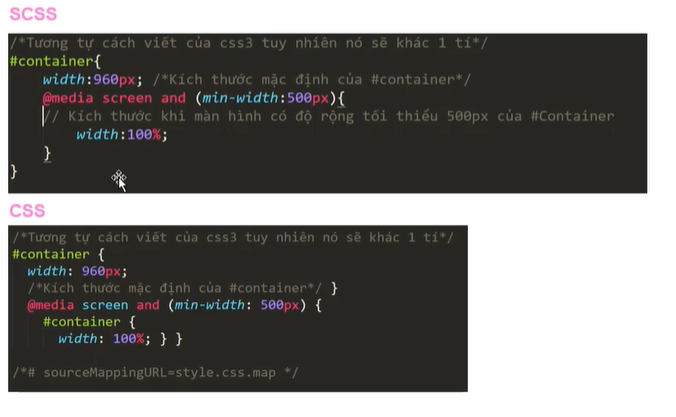 SCSS
/*Tương tự cách viết của css3 tuy nhiên nó sẽ khác 1 tí*/
#container{
width:960px; /*Kích thước mặc định của #container*/
@media screen and (min-width:500px){
// Kích thước khi màn hình có độ rộng tối thiểu 500px của #Container
width:100%;
}
}
CSS
/*Tương tự cách viết của css3 tuy nhiên nó sẽ khác 1 tí*/
#container {
width: 960px;
/*Kích thước mặc định của #container*/ }
@media screen and (min-width: 500px) {
#container {
width: 100%; } }
/*# sourceMappingURL=style.css.map */